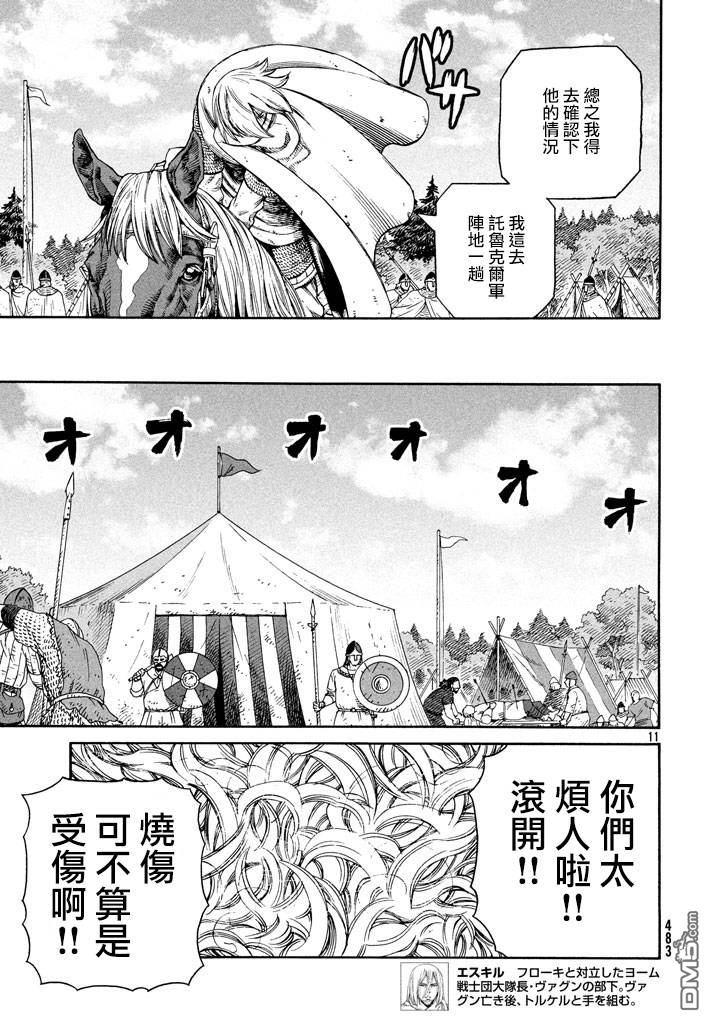 總之我得
去確認下
他的情況
バサ
我這去
託魯克爾軍
陣地一趟
オオオオオオ
11
你們太
煩人啦!!
滾開!!
燒傷
可不算是
受傷啊!!
483
エスキル フローキと対立したヨーム
戦士団大隊長・ヴァグンの部下。ヴァ
グン亡き後、トルケルと手を組む。
DM5.com